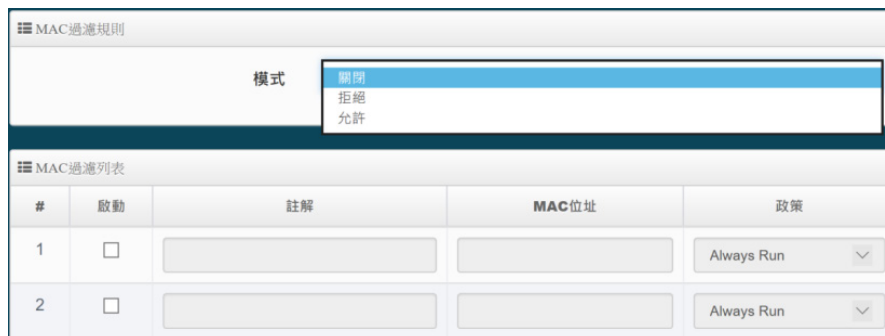 MAC過濾規則
模式
關閉
拒絕
允許
MAC過濾列表
# 啟動 註解 MAC位址 政策
1 Always Run
2 Always Run